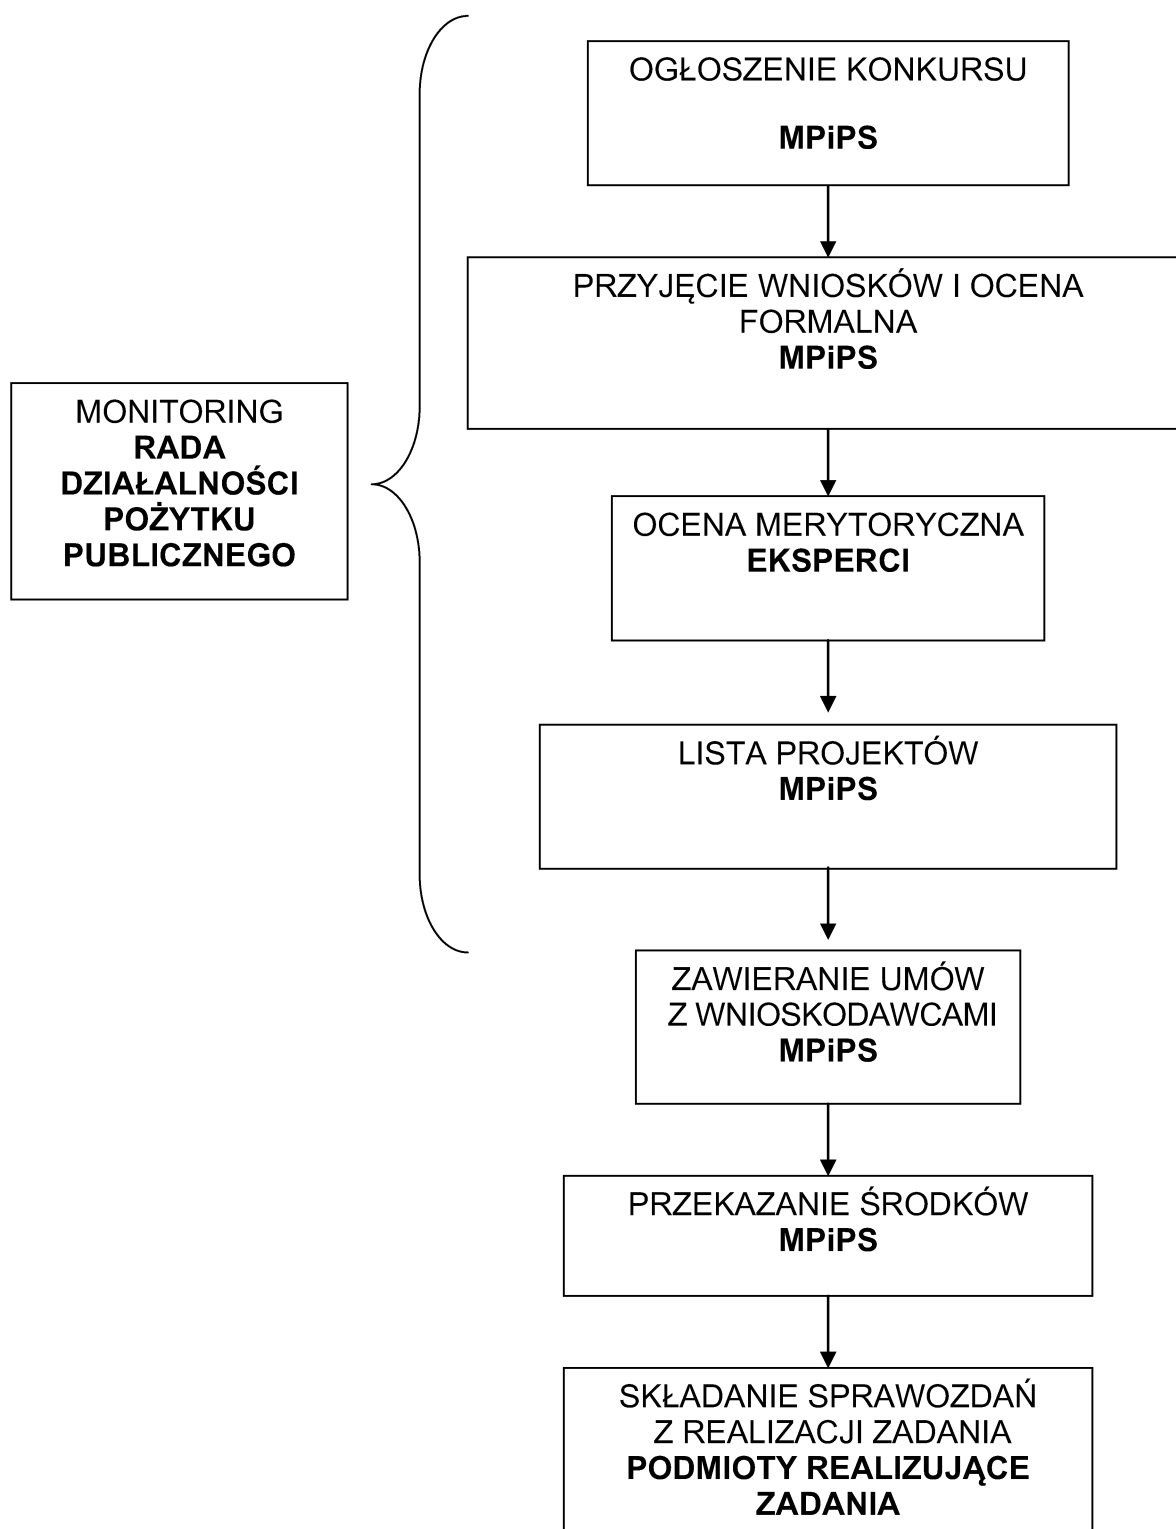 OGŁOSZENIE KONKURSU
MPiPS
PRZYJĘCIE WNIOSKÓW I OCENA
FORMALNA
MPiPS
MONITORING
RADA
DZIAŁALNOŚCI
POŻYTKU
PUBLICZNEGO
OCENA MERYTORYCZNA
EKSPERCI
LISTA PROJEKTÓW
MPiPS
ZAWIERANIE UMÓW
Z WNIOSKODAWCAMI
MPiPS
PRZEKAZANIE ŚRODKÓW
MPiPS
SKŁADANIE SPRAWOZDAŃ
Z REALIZACJI ZADANIA
PODMIOTY REALIZUJĄCE
ZADANIA